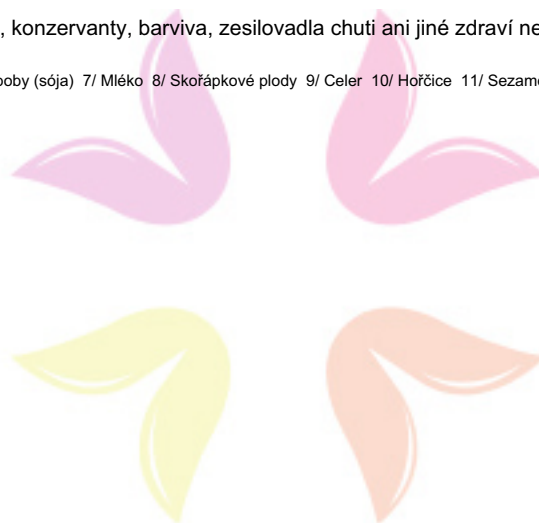 , konzervanty, barviva, zesilovadla chuti ani jiné zdraví ne
ooby (sója) 7/ Mléko 8/ Skořápkové plody 9/ Celer 10/ Hořčice 11/ Sezam